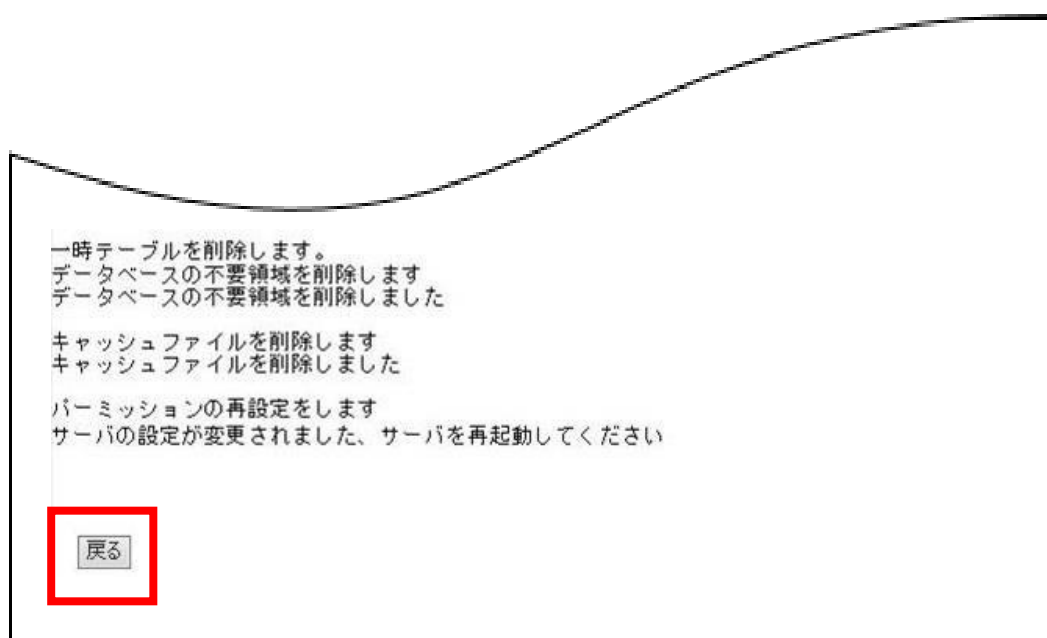 一時テーブルを削除します。
データベースの不要領域を削除します
データベースの不要領域を削除しました
キャッシュファイルを削除します
キャッシュファイルを削除しました
パーミッションの再設定をします
サーバの設定が変更されました、サーバを再起動してください
戻る